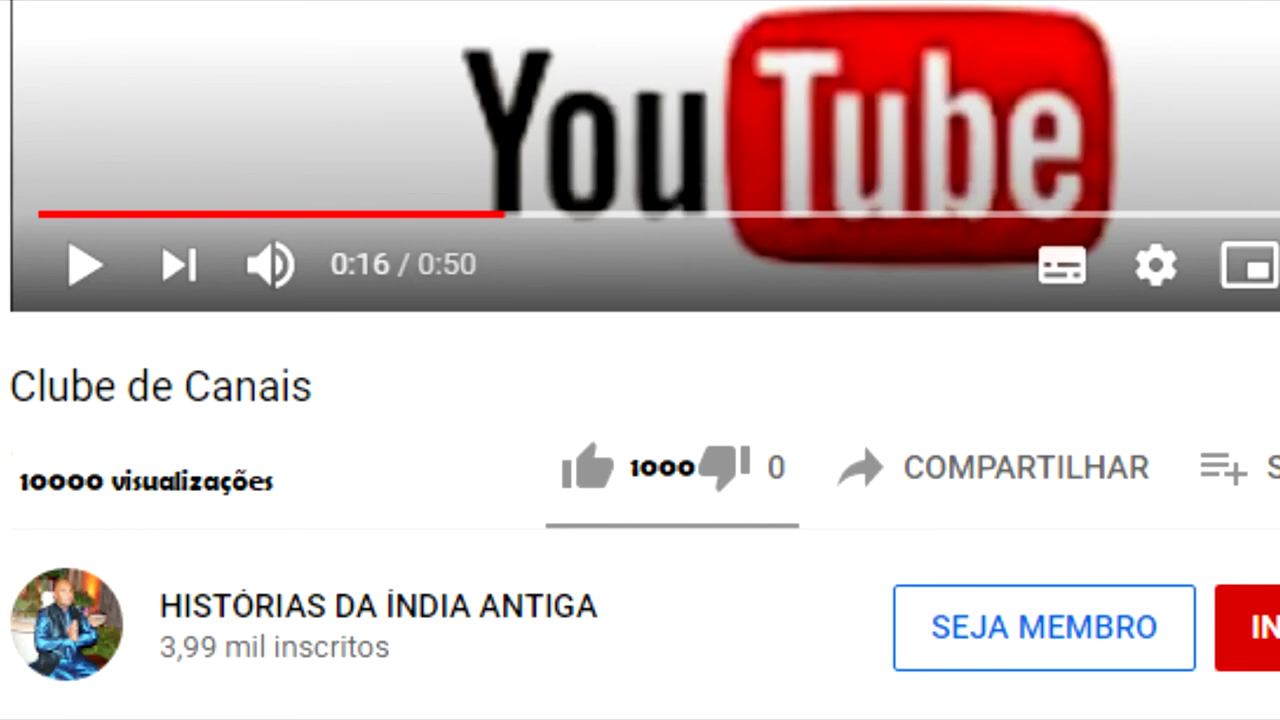 YouTube
0:16 / 0:50
Clube de Canais
10000 visualizações
1000
0
COMPARTILHAR
HISTÓRIAS DA ÍNDIA ANTIGA
3,99 mil inscritos
SEJA MEMBRO